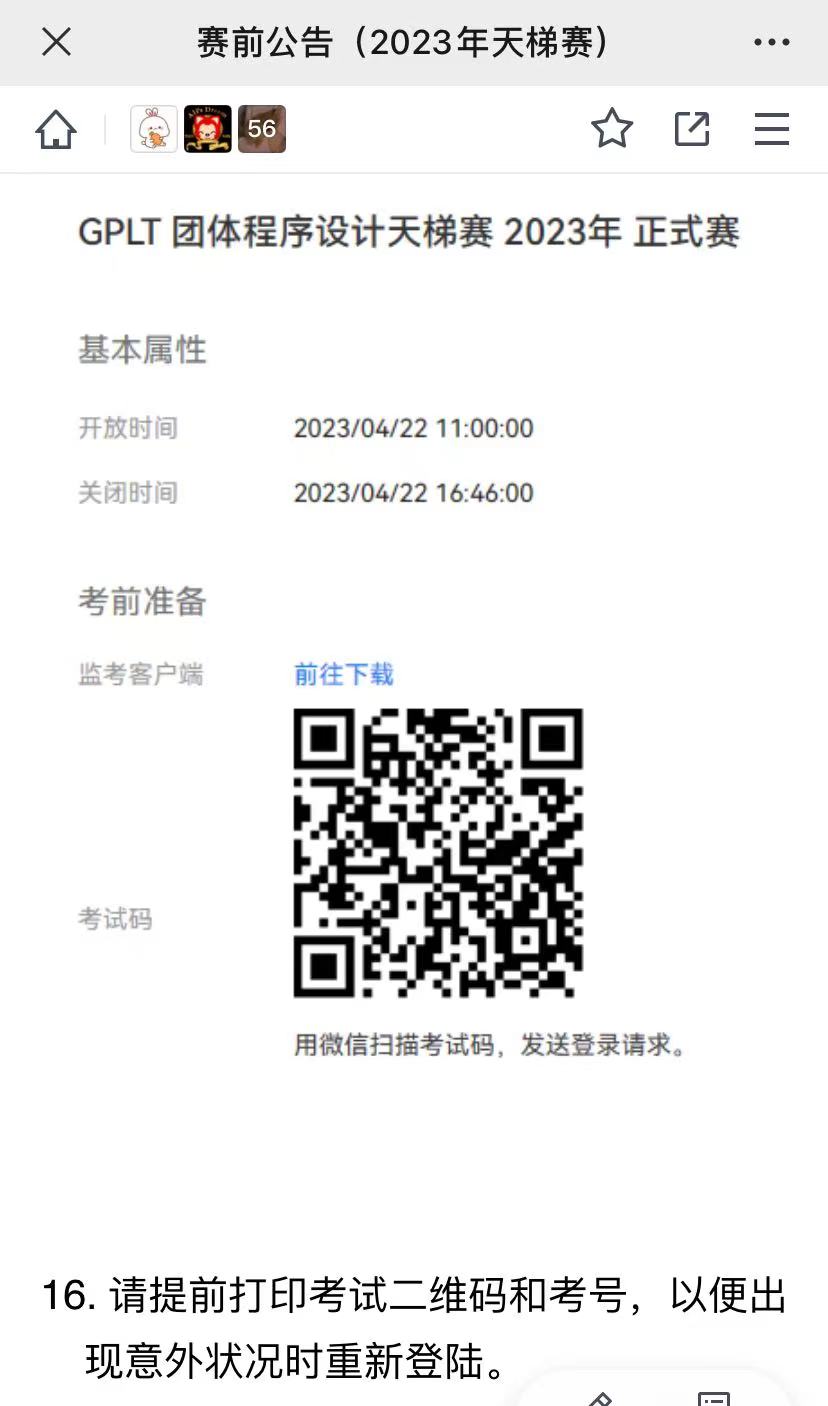 赛前公告（2023年天梯赛）
56
GPLT 团体程序设计天梯赛 2023年 正式赛
基本属性
开放时间 2023/04/22 11:00:00
关闭时间 2023/04/22 16:46:00
考前准备
监考客户端 前往下载
考试码
用微信扫描考试码，发送登录请求。
16. 请提前打印考试二维码和考号，以便出
现意外状况时重新登陆。